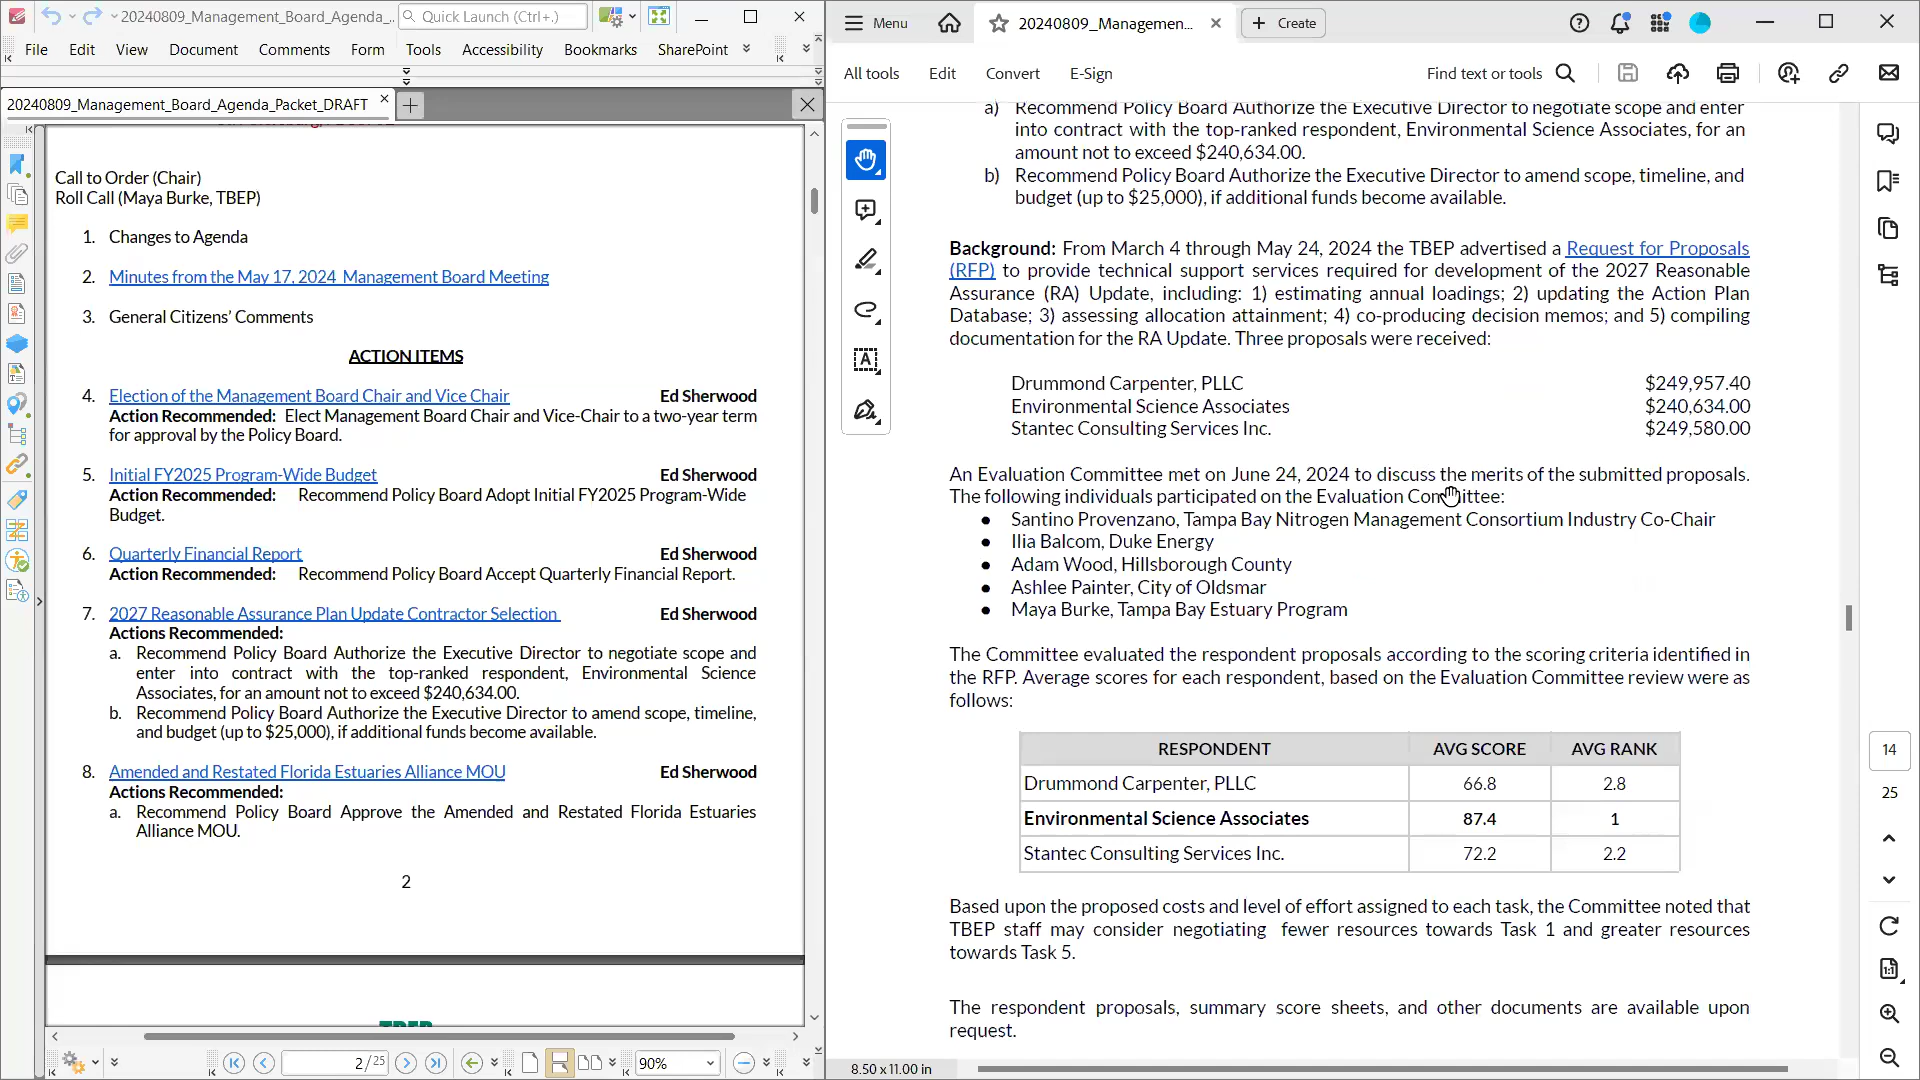 20240809_Management_Board_Agenda_...
Quick Launch (Ctrl+.)
File Edit View Document Comments Form Tools Accessibility Bookmarks SharePoint
20240809_Management_Board_Agenda_Packet_DRAFT
Call to Order (Chair)
Roll Call (Maya Burke, TBEP)
1. Changes to Agenda
2. Minutes from the May 17, 2024 Management Board Meeting
3. General Citizens’ Comments
ACTION ITEMS
4. Election of the Management Board Chair and Vice Chair Ed Sherwood
Action Recommended: Elect Management Board Chair and Vice-Chair to a two-year term
for approval by the Policy Board.
5. Initial FY2025 Program-Wide Budget Ed Sherwood
Action Recommended: Recommend Policy Board Adopt Initial FY2025 Program-Wide
Budget.
6. Quarterly Financial Report Ed Sherwood
Action Recommended: Recommend Policy Board Accept Quarterly Financial Report.
7. 2027 Reasonable Assurance Plan Update Contractor Selection Ed Sherwood
Actions Recommended:
a. Recommend Policy Board Authorize the Executive Director to negotiate scope and
enter into contract with the top-ranked respondent, Environmental Science
Associates, for an amount not to exceed $240,634.00.
b. Recommend Policy Board Authorize the Executive Director to amend scope, timeline,
and budget (up to $25,000), if additional funds become available.
8. Amended and Restated Florida Estuaries Alliance MOU Ed Sherwood
Actions Recommended:
a. Recommend Policy Board Approve the Amended and Restated Florida Estuaries
Alliance MOU.
2
TBEP
2 / 25
90%
Menu
20240809_Managemen...
Create
All tools Edit Convert E-Sign
Find text or tools
a) Recommend Policy Board Authorize the Executive Director to negotiate scope and enter
into contract with the top-ranked respondent, Environmental Science Associates, for an
amount not to exceed $240,634.00.
b) Recommend Policy Board Authorize the Executive Director to amend scope, timeline, and
budget (up to $25,000), if additional funds become available.
Background: From March 4 through May 24, 2024 the TBEP advertised a Request for Proposals
(RFP) to provide technical support services required for development of the 2027 Reasonable
Assurance (RA) Update, including: 1) estimating annual loadings; 2) updating the Action Plan
Database; 3) assessing allocation attainment; 4) co-producing decision memos; and 5) compiling
documentation for the RA Update. Three proposals were received:
Drummond Carpenter, PLLC $249,957.40
Environmental Science Associates $240,634.00
Stantec Consulting Services Inc. $249,580.00
An Evaluation Committee met on June 24, 2024 to discuss the merits of the submitted proposals.
The following individuals participated on the Evaluation Committee:
● Santino Provenzano, Tampa Bay Nitrogen Management Consortium Industry Co-Chair
● Ilia Balcom, Duke Energy
● Adam Wood, Hillsborough County
● Ashlee Painter, City of Oldsmar
● Maya Burke, Tampa Bay Estuary Program
The Committee evaluated the respondent proposals according to the scoring criteria identified in
the RFP. Average scores for each respondent, based on the Evaluation Committee review were as
follows:
RESPONDENT AVG SCORE AVG RANK
Drummond Carpenter, PLLC 66.8 2.8
Environmental Science Associates 87.4 1
Stantec Consulting Services Inc. 72.2 2.2
Based upon the proposed costs and level of effort assigned to each task, the Committee noted that
TBEP staff may consider negotiating fewer resources towards Task 1 and greater resources
towards Task 5.
The respondent proposals, summary score sheets, and other documents are available upon
request.
14
25
8.50 x 11.00 in